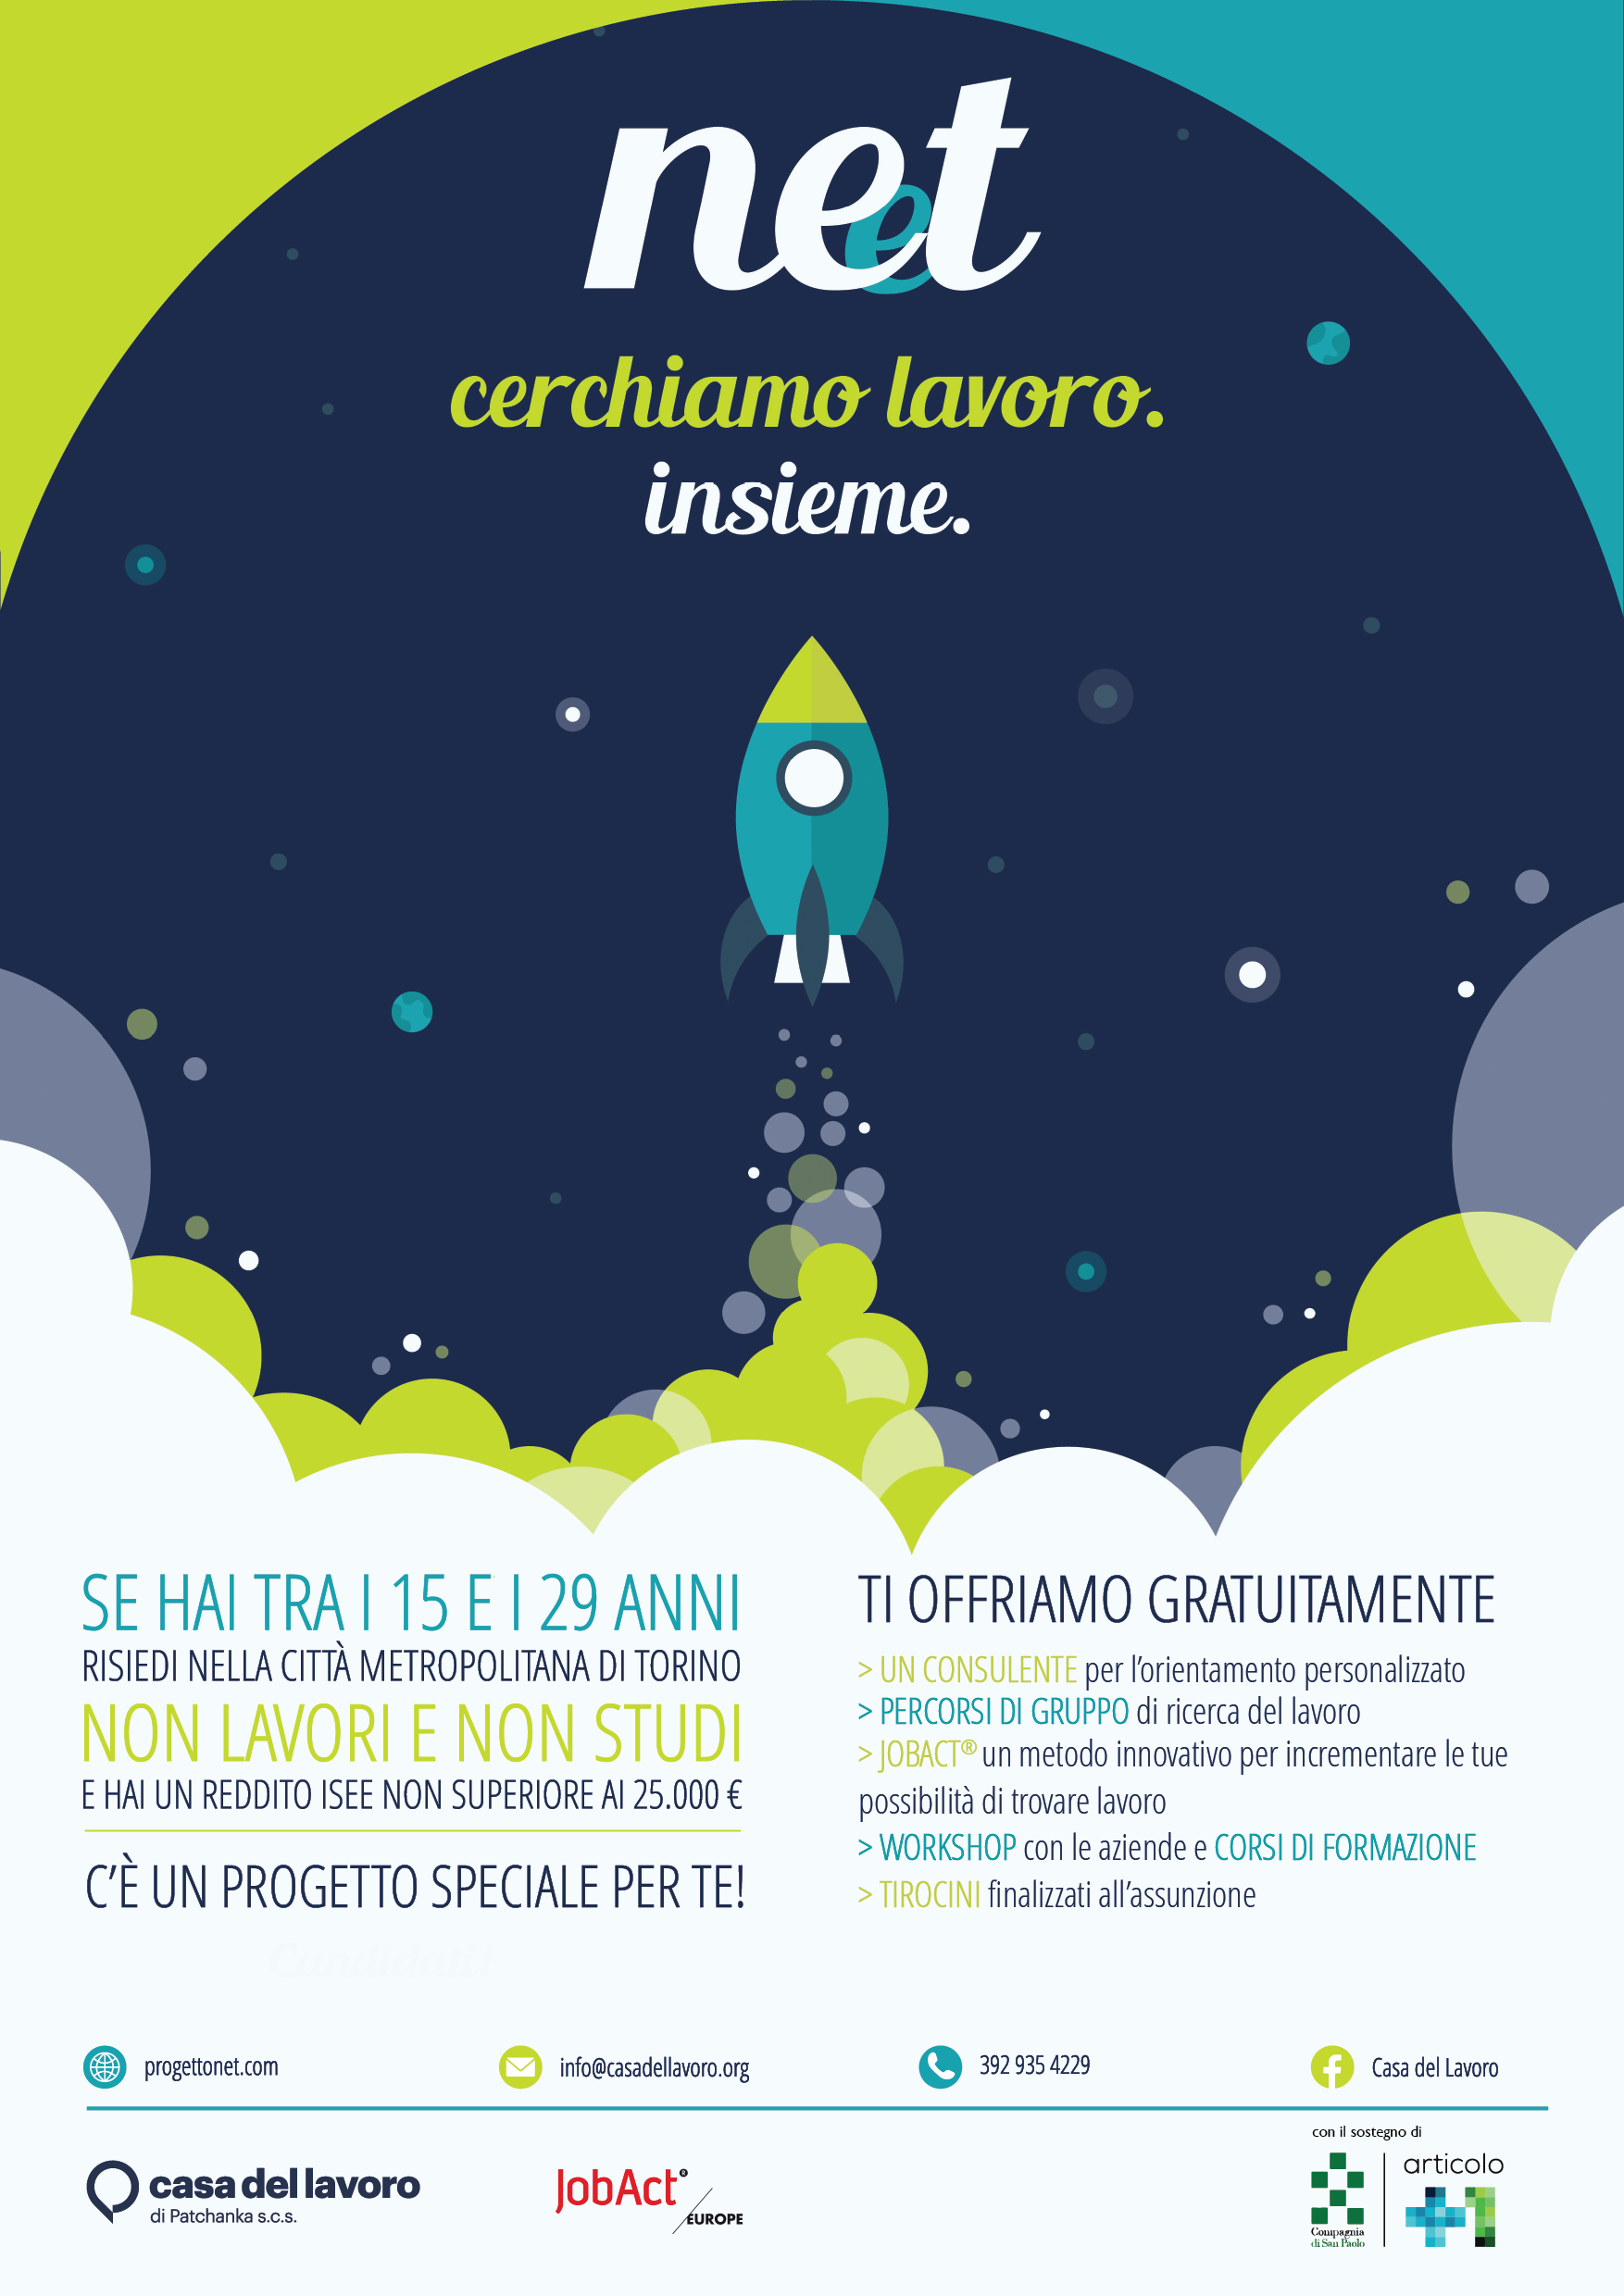 neet
cerchiamo lavoro.
insieme.
SE HAI TRA I 15 E I 29 ANNI
RISIEDI NELLA CITTÀ METROPOLITANA DI TORINO
NON LAVORI E NON STUDI
E HAI UN REDDITO ISEE NON SUPERIORE AI 25.000 €
C'È UN PROGETTO SPECIALE PER TE!
Candidati!
TI OFFRIAMO GRATUITAMENTE
> UN CONSULENTE per l'orientamento personalizzato
> PERCORSI DI GRUPPO di ricerca del lavoro
> JOBACT® un metodo innovativo per incrementare le tue
possibilità di trovare lavoro
> WORKSHOP con le aziende e CORSI DI FORMAZIONE
> TIROCINI finalizzati all'assunzione
progettonet.com
info@casadellavoro.org
392 935 4229
Casa del Lavoro
casa del lavoro
di Patchanka s.c.s.
JobAct®
EUROPE
con il sostegno di
Compagnia
di San Paolo
articolo
+1